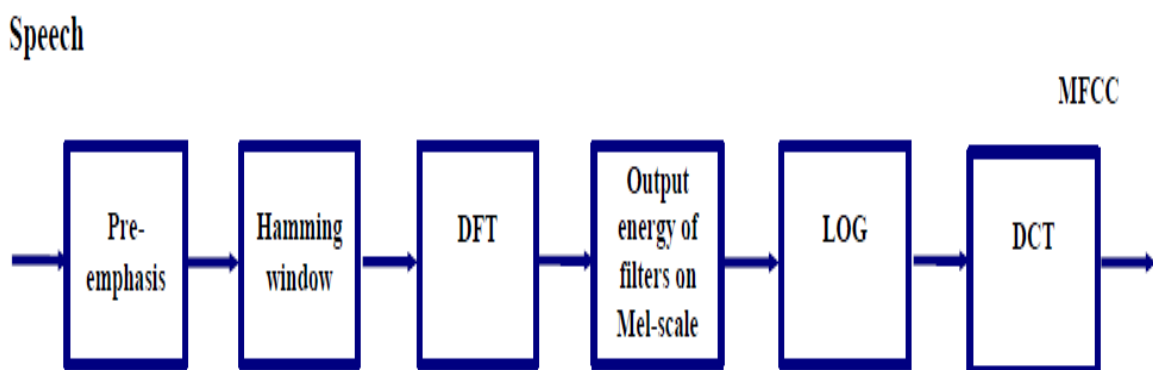 Speech
MFCC
Pre-
emphasis
Hamming
window
DFT
Output
energy of
filters on
Mel-scale
LOG
DCT